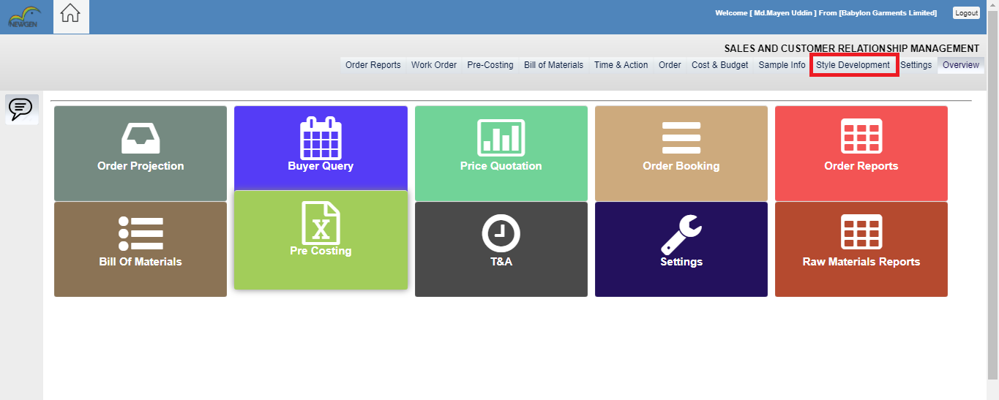 NEWGEN
Welcome [ Md.Mayen Uddin ] From [Babylon Garments Limited] Logout
SALES AND CUSTOMER RELATIONSHIP MANAGEMENT
Order Reports Work Order Pre-Costing Bill of Materials Time & Action Order Cost & Budget Sample Info Style Development Settings Overview
Order Projection Buyer Query Price Quotation Order Booking Order Reports
X
Bill Of Materials Pre Costing T&A Settings Raw Materials Reports